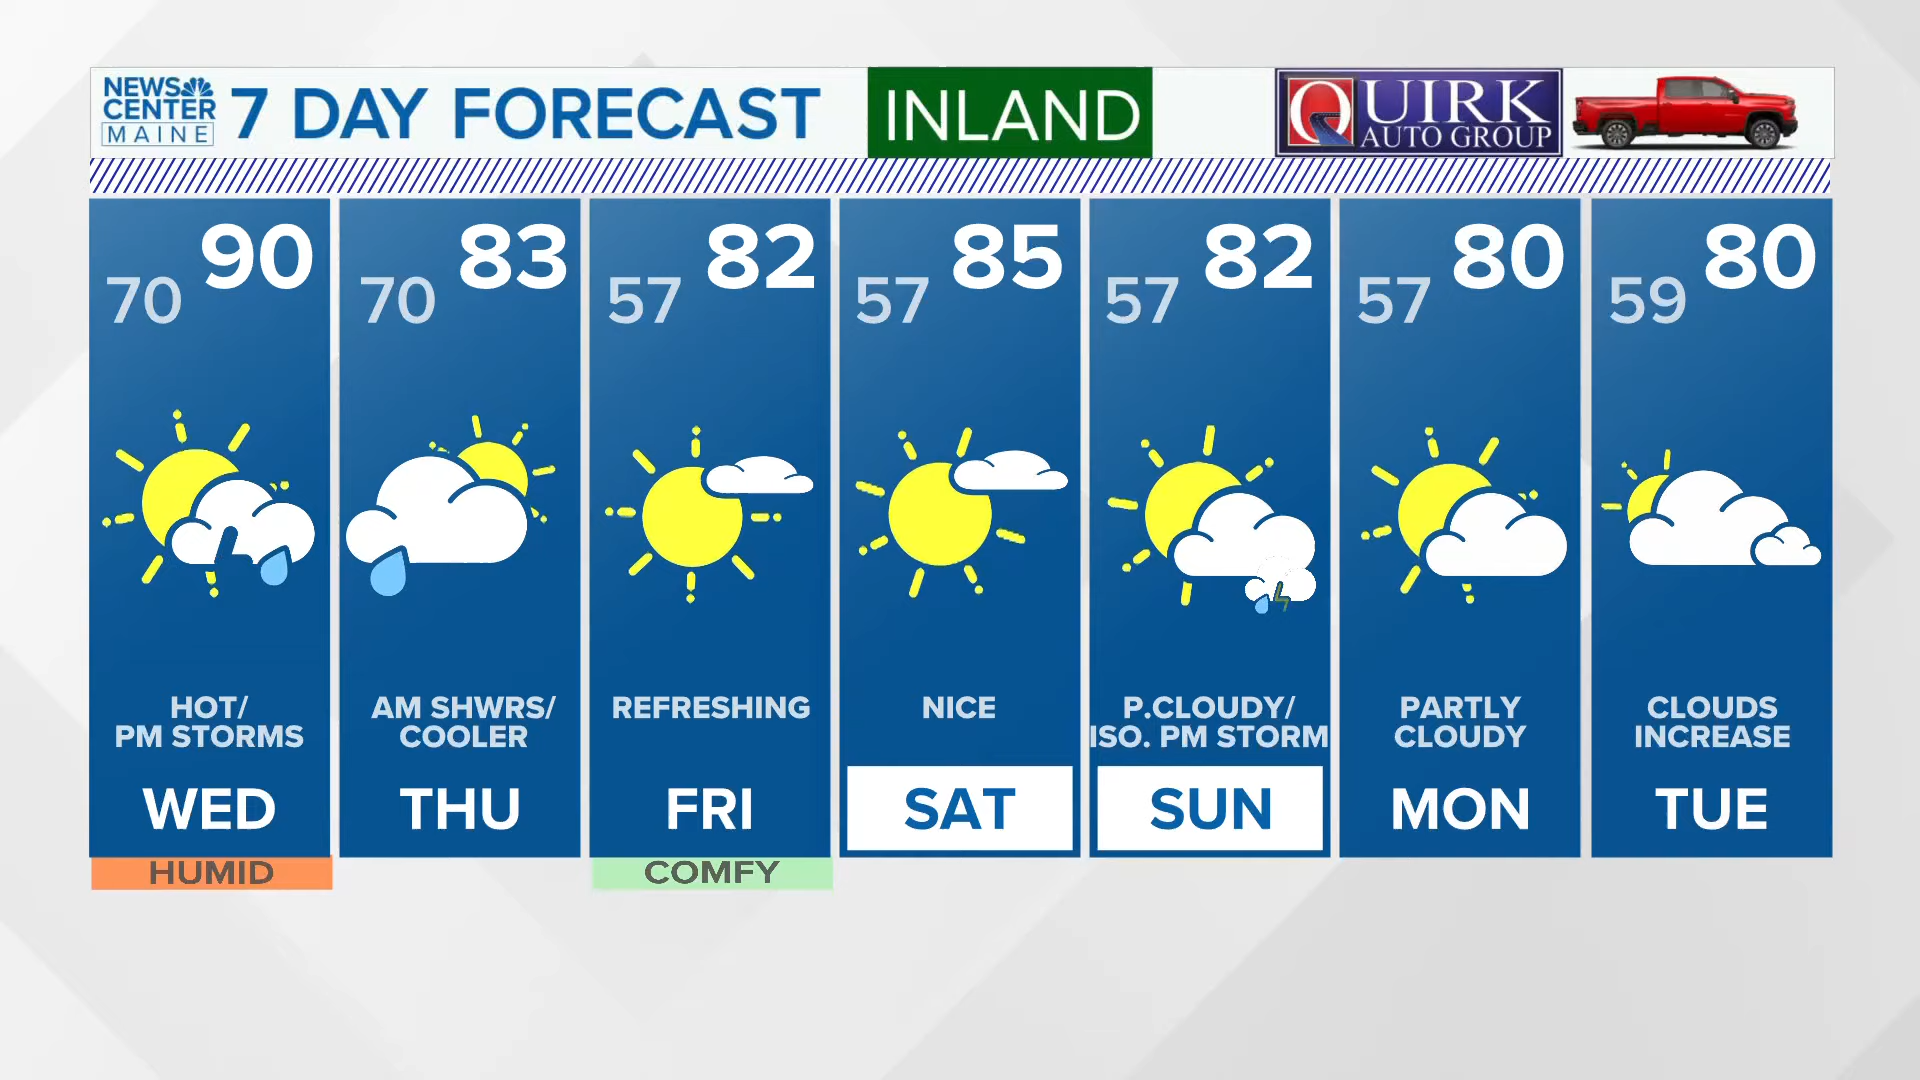 NEWS
CENTER
MAINE
7 DAY FORECAST
INLAND
QUIRK
AUTO GROUP
70 90
HOT/
PM STORMS
WED
HUMID
70 83
AM SHWRS/
COOLER
THU
57 82
REFRESHING
FRI
COMFY
57 85
NICE
SAT
57 82
P.CLOUDY/
ISO. PM STORM
SUN
57 80
PARTLY
CLOUDY
MON
59 80
CLOUDS
INCREASE
TUE